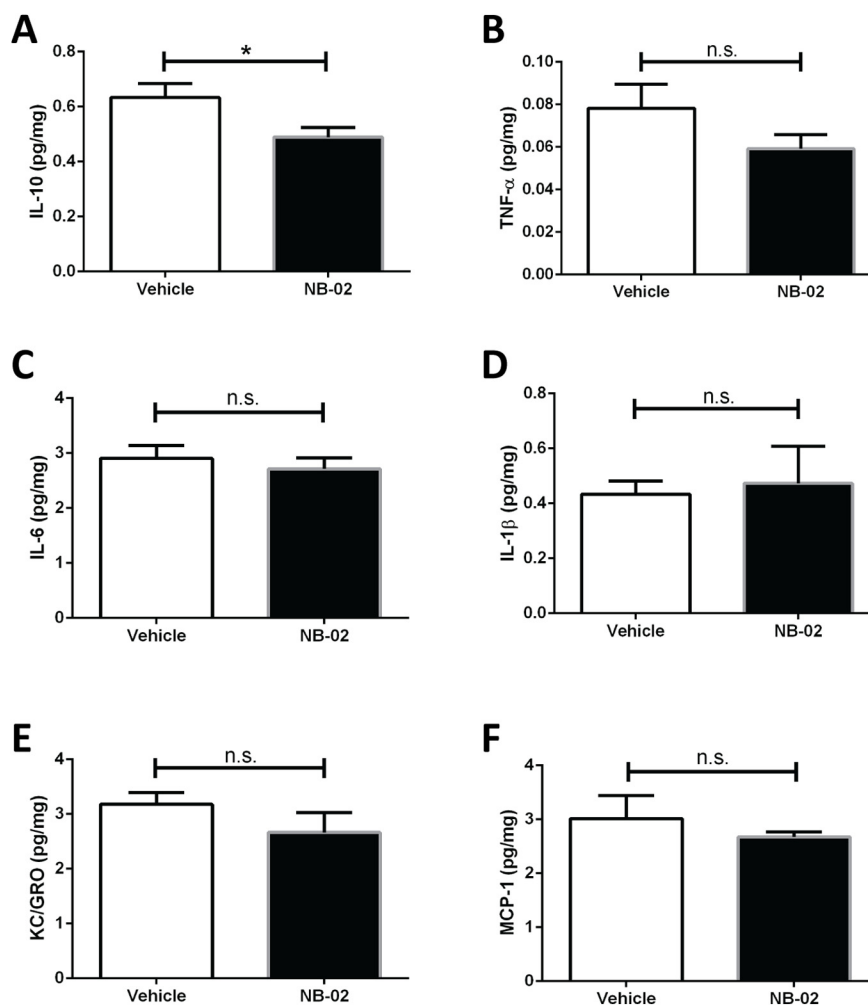 A
IL-10 (pg/mg)
0.8
0.6
0.4
0.2
0.0
*
Vehicle
NB-02
B
TNF-α (pg/mg)
0.10
0.08
0.06
0.04
0.02
0.00
n.s.
Vehicle
NB-02
C
IL-6 (pg/mg)
4
3
2
1
0
n.s.
Vehicle
NB-02
D
IL-1β (pg/mg)
0.8
0.6
0.4
0.2
0.0
n.s.
Vehicle
NB-02
E
KC/GRO (pg/mg)
4
3
2
1
0
n.s.
Vehicle
NB-02
F
MCP-1 (pg/mg)
4
3
2
1
0
n.s.
Vehicle
NB-02